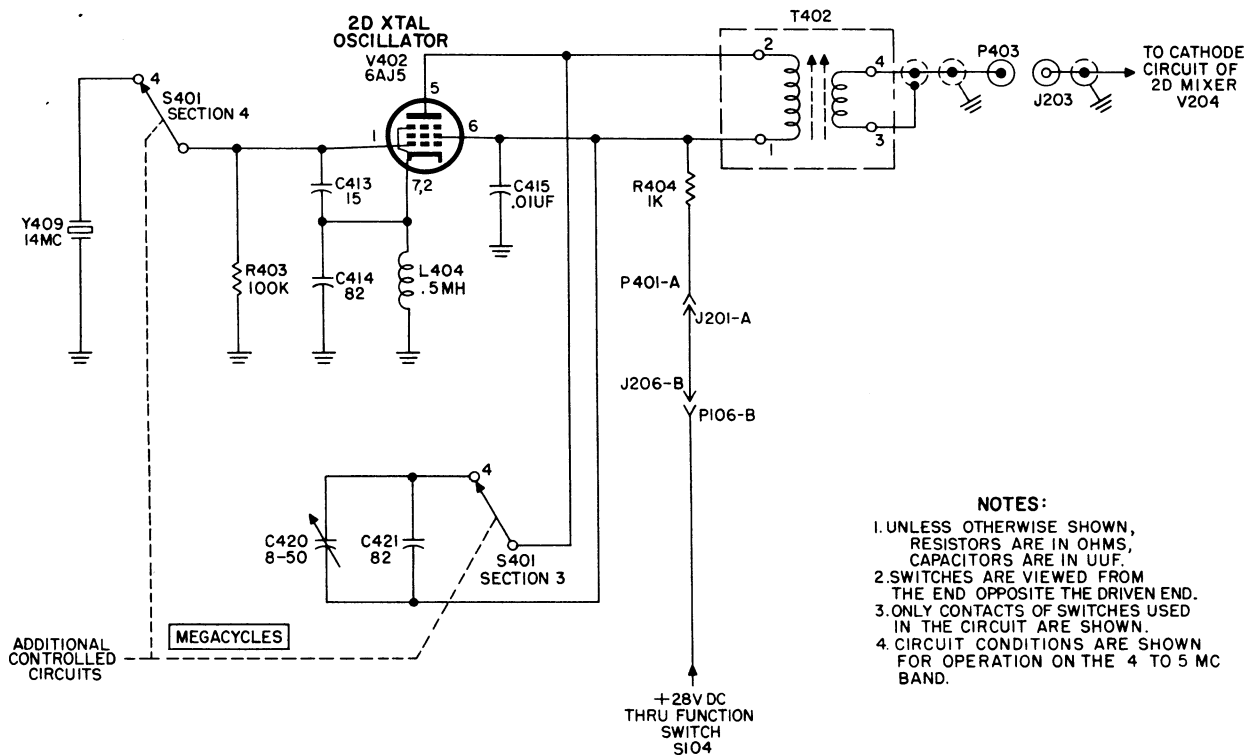 T402
2D XTAL
OSCILLATOR
V402
6AJ5
5
2
4
P403
TO CATHODE
CIRCUIT OF
2D MIXER
V204
J203
4
S401
SECTION 4
1
6
1
3
7,2
C413
15
C415
.01UF
R404
1K
Y409
14MC
R403
100K
C414
82
L404
.5MH
P401-A
J201-A
J206-B
P106-B
4
C420
8-50
C421
82
S401
SECTION 3
MEGACYCLES
ADDITIONAL
CONTROLLED
CIRCUITS
+28V DC
THRU FUNCTION
SWITCH
S104
NOTES:
1. UNLESS OTHERWISE SHOWN,
RESISTORS ARE IN OHMS,
CAPACITORS ARE IN UUF.
2. SWITCHES ARE VIEWED FROM
THE END OPPOSITE THE DRIVEN END.
3. ONLY CONTACTS OF SWITCHES USED
IN THE CIRCUIT ARE SHOWN.
4. CIRCUIT CONDITIONS ARE SHOWN
FOR OPERATION ON THE 4 TO 5 MC
BAND.